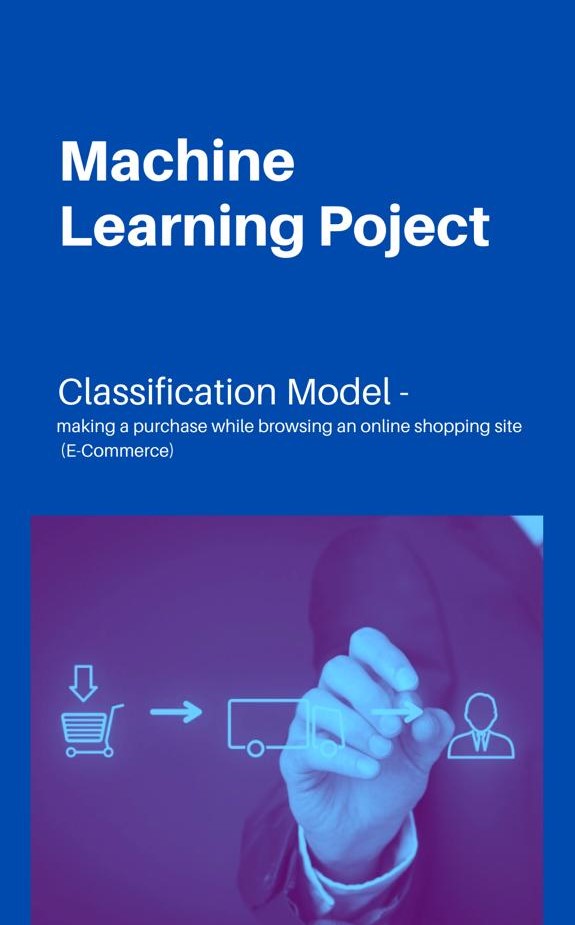 Machine
Learning Poject
Classification Model -
making a purchase while browsing an online shopping site
(E-Commerce)